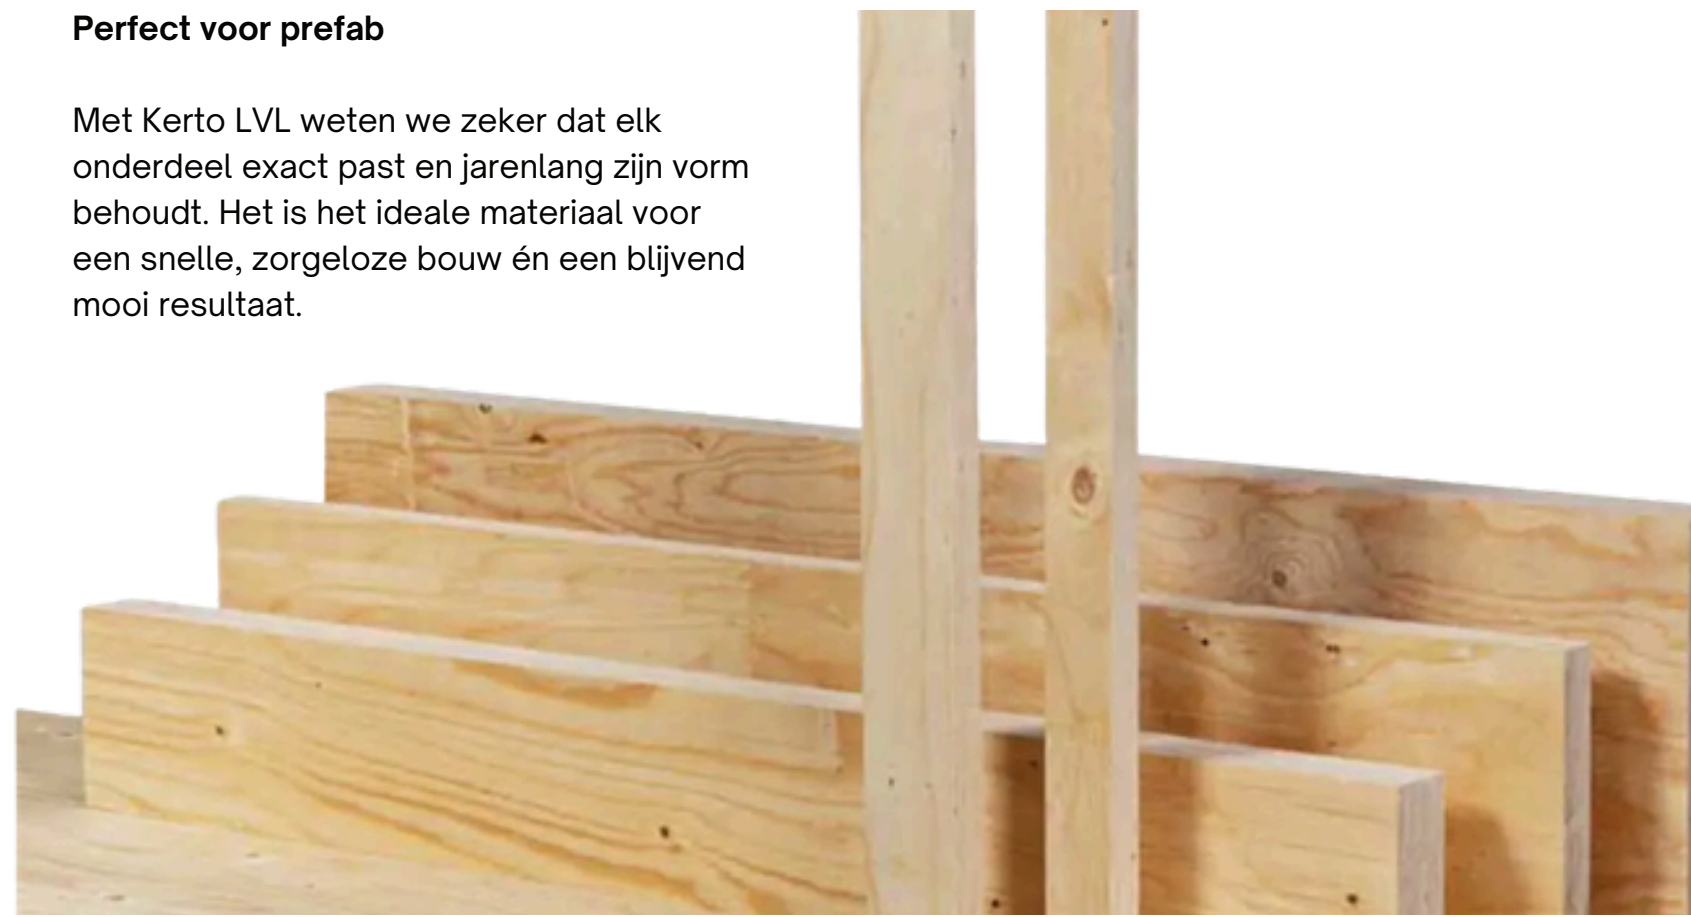 Perfect voor prefab
Met Kerto LVL weten we zeker dat elk
onderdeel exact past en jarenlang zijn vorm
behoudt. Het is het ideale materiaal voor
een snelle, zorgeloze bouw én een blijvend
mooi resultaat.